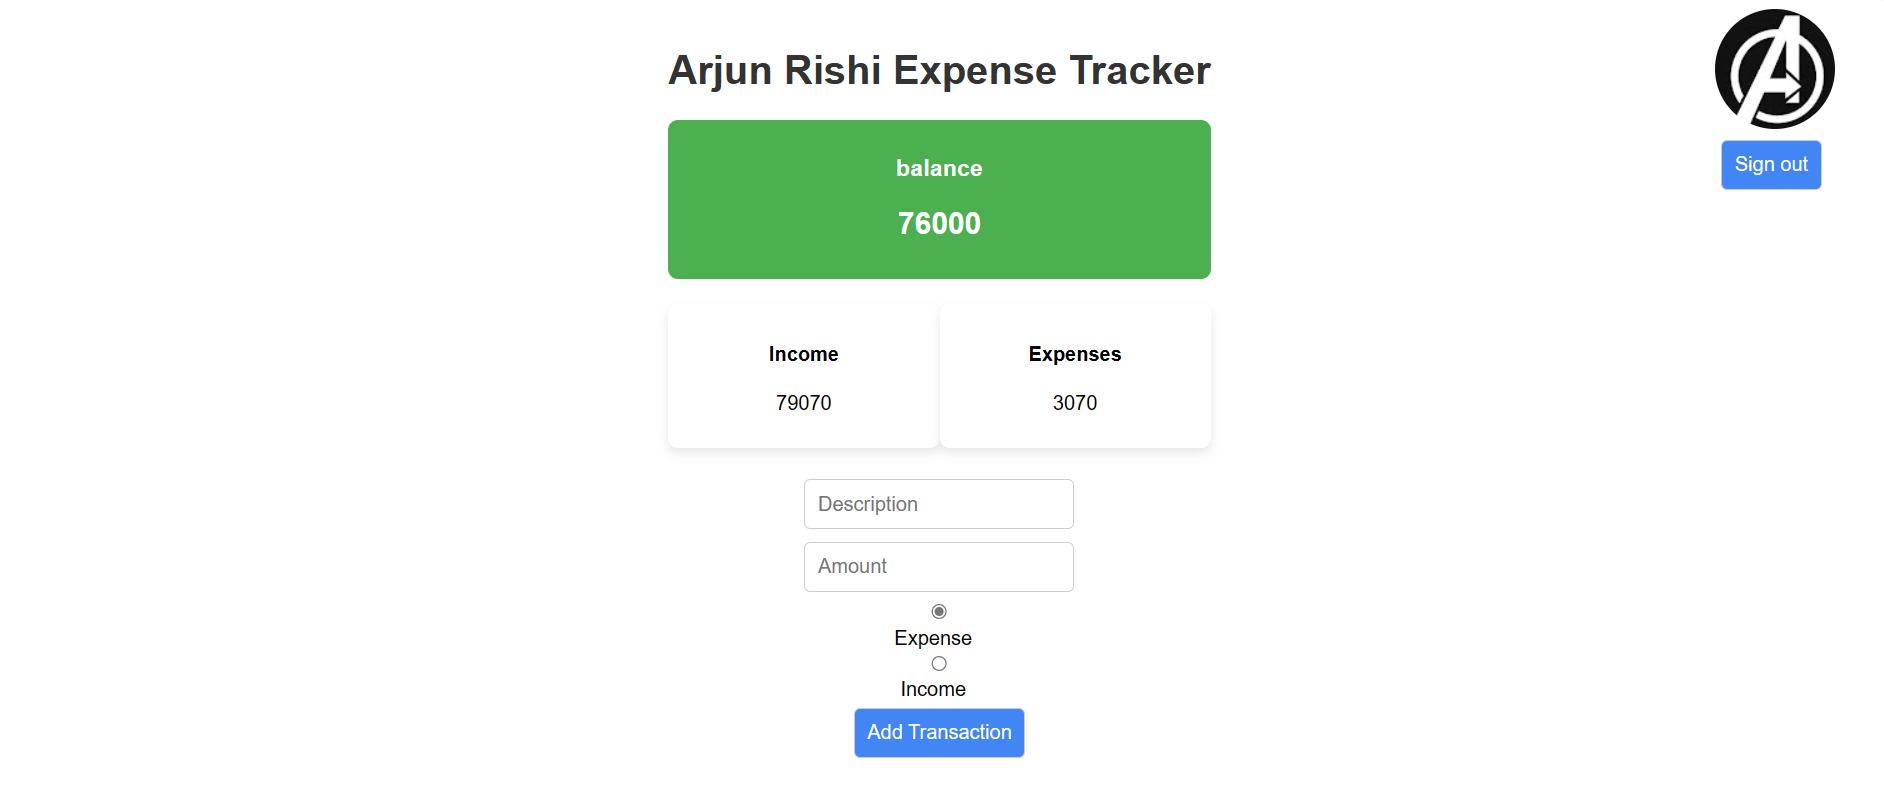 Arjun Rishi Expense Tracker
Sign out
balance
76000
Income
79070
Expenses
3070
Description
Amount
Expense
Income
Add Transaction